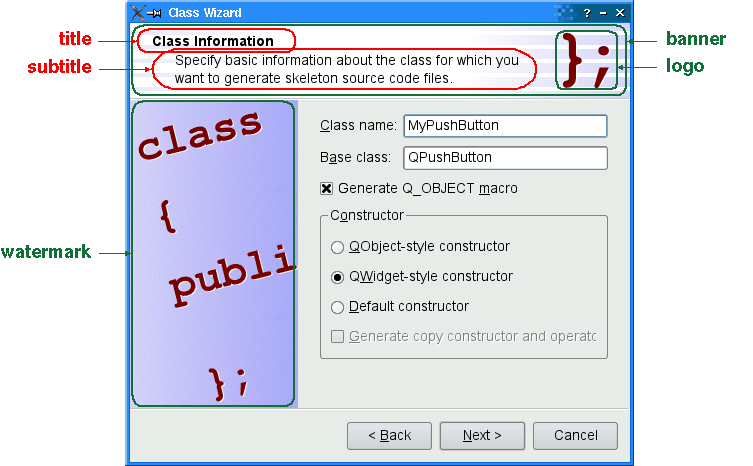 Class Wizard
title
Class Information
banner
subtitle
Specify basic information about the class for which you
want to generate skeleton source code files.
};
logo
class
{
publi
};
watermark
Class name: MyPushButton
Base class: QPushButton
Generate Q_OBJECT macro
Constructor
QObject-style constructor
QWidget-style constructor
Default constructor
Generate copy constructor and operato
< Back
Next >
Cancel